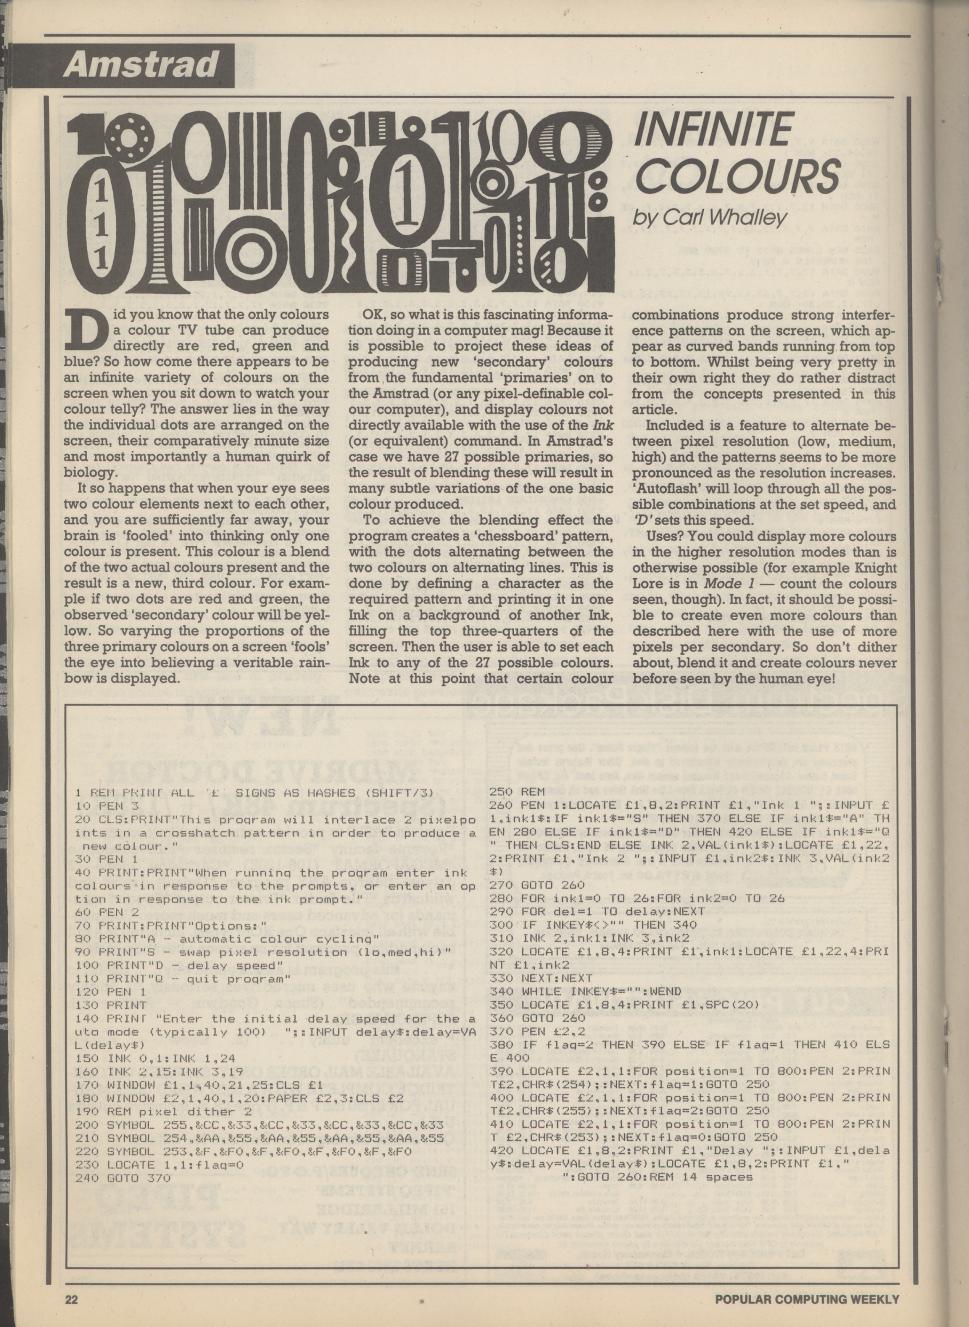 Amstrad
INFINITE
COLOURS
by Carl Whalley
Did you know that the only colours
a colour TV tube can produce
directly are red, green and
blue? So how come there appears to be
an infinite variety of colours on the
screen when you sit down to watch your
colour telly? The answer lies in the way
the individual dots are arranged on the
screen, their comparatively minute size
and most importantly a human quirk of
biology.
It so happens that when your eye sees
two colour elements next to each other,
and you are sufficiently far away, your
brain is 'fooled' into thinking only one
colour is present. This colour is a blend
of the two actual colours present and the
result is a new, third colour. For exam-
ple if two dots are red and green, the
observed 'secondary' colour will be yel-
low. So varying the proportions of the
three primary colours on a screen 'fools'
the eye into believing a veritable rain-
bow is displayed.
OK, so what is this fascinating informa-
tion doing in a computer mag! Because it
is possible to project these ideas of
producing new 'secondary' colours
from the fundamental 'primaries' on to
the Amstrad (or any pixel-definable col-
our computer), and display colours not
directly available with the use of the Ink
(or equivalent) command. In Amstrad's
case we have 27 possible primaries, so
the result of blending these will result in
many subtle variations of the one basic
colour produced.
To achieve the blending effect the
program creates a 'chessboard' pattern,
with the dots alternating between the
two colours on alternating lines. This is
done by defining a character as the
required pattern and printing it in one
Ink on a background of another Ink,
filling the top three-quarters of the
screen. Then the user is able to set each
Ink to any of the 27 possible colours.
Note at this point that certain colour
combinations produce strong interfer-
ence patterns on the screen, which ap-
pear as curved bands running from top
to bottom. Whilst being very pretty in
their own right they do rather distract
from the concepts presented in this
article.
Included is a feature to alternate be-
tween pixel resolution (low, medium,
high) and the patterns seems to be more
pronounced as the resolution increases.
'Autoflash' will loop through all the pos-
sible combinations at the set speed, and
'D' sets this speed.
Uses? You could display more colours
in the higher resolution modes than is
otherwise possible (for example Knight
Lore is in Mode 1 — count the colours
seen, though). In fact, it should be possi-
ble to create even more colours than
described here with the use of more
pixels per secondary. So don't dither
about, blend it and create colours never
before seen by the human eye!
1 REM PRINT ALL '£' SIGNS AS HASHES (SHIFT/3)
10 PEN 3
20 CLS:PRINT"This program will interlace 2 pixelpo
ints in a crosshatch pattern in order to produce a
new colour."
30 PEN 1
40 PRINT:PRINT"When running the program enter ink
colours in response to the prompts, or enter an op
tion in response to the ink prompt."
60 PEN 2
70 PRINT:PRINT"Options:"
80 PRINT"A - automatic colour cycling"
90 PRINT"S - swap pixel resolution (lo,med,hi)"
100 PRINT"D - delay speed"
110 PRINT"Q - quit program"
120 PEN 1
130 PRINT
140 PRINT "Enter the initial delay speed for the a
uto mode (typically 100)  ";:INPUT delay$:delay=VA
L(delay$)
150 INK 0,1:INK 1,24
160 INK 2,15:INK 3,19
170 WINDOW £1,1,40,21,25:CLS £1
180 WINDOW £2,1,40,1,20:PAPER £2,3:CLS £2
190 REM pixel dither 2
200 SYMBOL 255,&CC,&33,&CC,&33,&CC,&33,&CC,&33
210 SYMBOL 254,&AA,&55,&AA,&55,&AA,&55,&AA,&55
220 SYMBOL 253,&F,&F0,&F,&F0,&F,&F0,&F,&F0
230 LOCATE 1,1:flag=0
240 GOTO 370
250 REM
260 PEN 1:LOCATE £1,8,2:PRINT £1,"Ink 1 ";:INPUT £
1,ink1$:IF ink1$="S" THEN 370 ELSE IF ink1$="A" TH
EN 280 ELSE IF ink1$="D" THEN 420 ELSE IF ink1$="Q
" THEN CLS:END ELSE INK 2,VAL(ink1$):LOCATE £1,22,
2:PRINT £1,"Ink 2 ";:INPUT £1,ink2$:INK 3,VAL(ink2
$)
270 GOTO 260
280 FOR ink1=0 TO 26:FOR ink2=0 TO 26
290 FOR del=1 TO delay:NEXT
300 IF INKEY$<>"" THEN 340
310 INK 2,ink1:INK 3,ink2
320 LOCATE £1,8,4:PRINT £1,ink1:LOCATE £1,22,4:PRI
NT £1,ink2
330 NEXT:NEXT
340 WHILE INKEY$="":WEND
350 LOCATE £1,8,4:PRINT £1,SPC(20)
360 GOTO 260
370 PEN £2,2
380 IF flag=2 THEN 390 ELSE IF flag=1 THEN 410 ELS
E 400
390 LOCATE £2,1,1:FOR position=1 TO 800:PEN 2:PRIN
T£2,CHR$(254);:NEXT:flag=1:GOTO 250
400 LOCATE £2,1,1:FOR position=1 TO 800:PEN 2:PRIN
T£2,CHR$(255);:NEXT:flag=2:GOTO 250
410 LOCATE £2,1,1:FOR position=1 TO 800:PEN 2:PRIN
T £2,CHR$(253);:NEXT:flag=0:GOTO 250
420 LOCATE £1,8,2:PRINT £1,"Delay ";:INPUT £1,dela
y$:delay=VAL(delay$):LOCATE £1,8,2:PRINT £1,"
":GOTO 260:REM 14 spaces
22
POPULAR COMPUTING WEEKLY